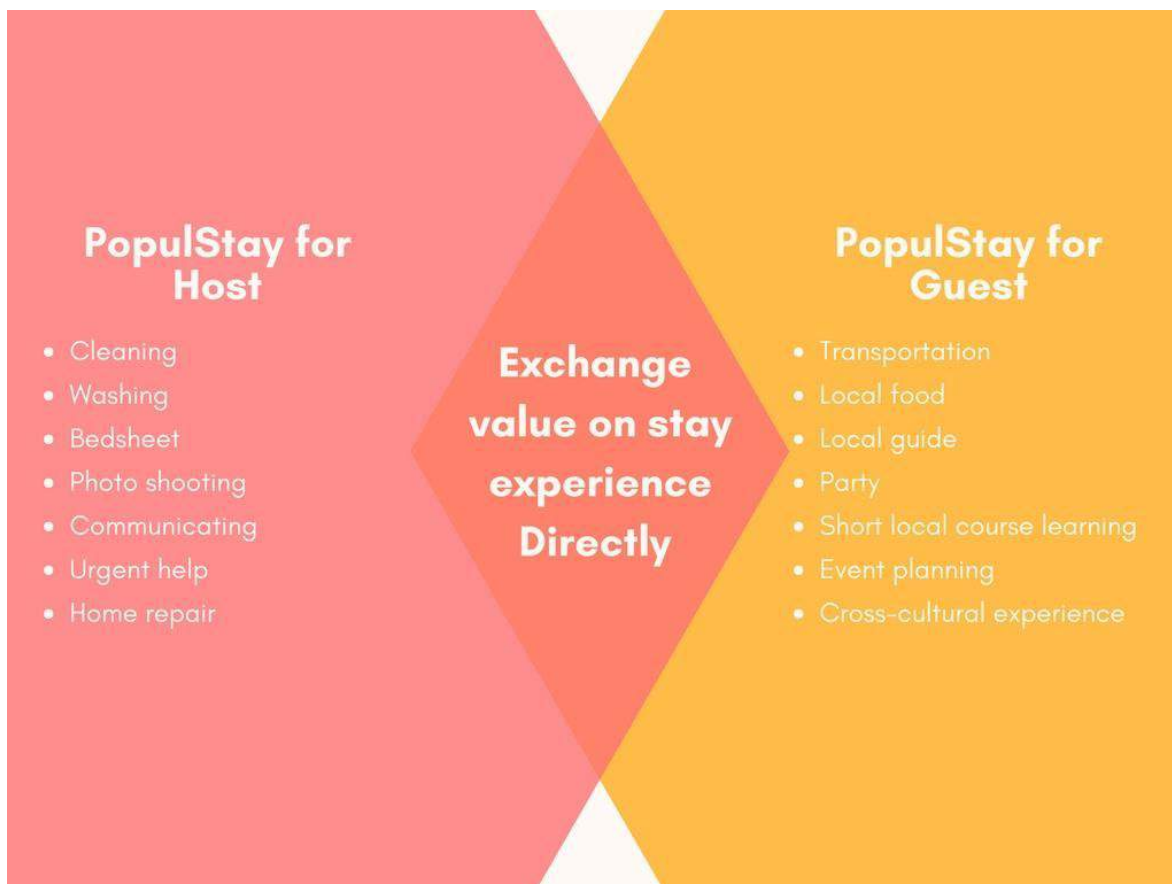 PopulStay for
Host
• Cleaning
• Washing
• Bedsheet
• Photo shooting
• Communicating
• Urgent help
• Home repair
Exchange
value on stay
experience
Directly
PopulStay for
Guest
• Transportation
• Local food
• Local guide
• Party
• Short local course learning
• Event planning
• Cross-cultural experience